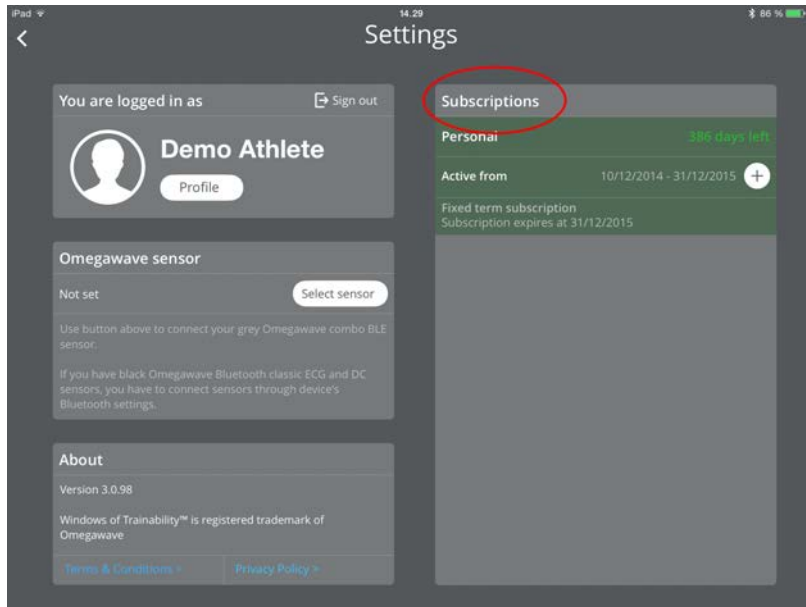 iPad
14.29
86 %
Settings
You are logged in as
Sign out
Demo Athlete
Profile
Omegawave sensor
Not set
Select sensor
Use button above to connect your grey Omegawave combo BLE
sensor.
If you have black Omegawave Bluetooth classic ECG and DC
sensors, you have to connect sensors through device's
Bluetooth settings.
About
Version 3.0.98
Windows of Trainability™ is registered trademark of
Omegawave
Terms & Conditions »
Privacy Policy »
Subscriptions
Personal
386 days left
Active from
10/12/2014 - 31/12/2015
Fixed term subscription
Subscription expires at 31/12/2015